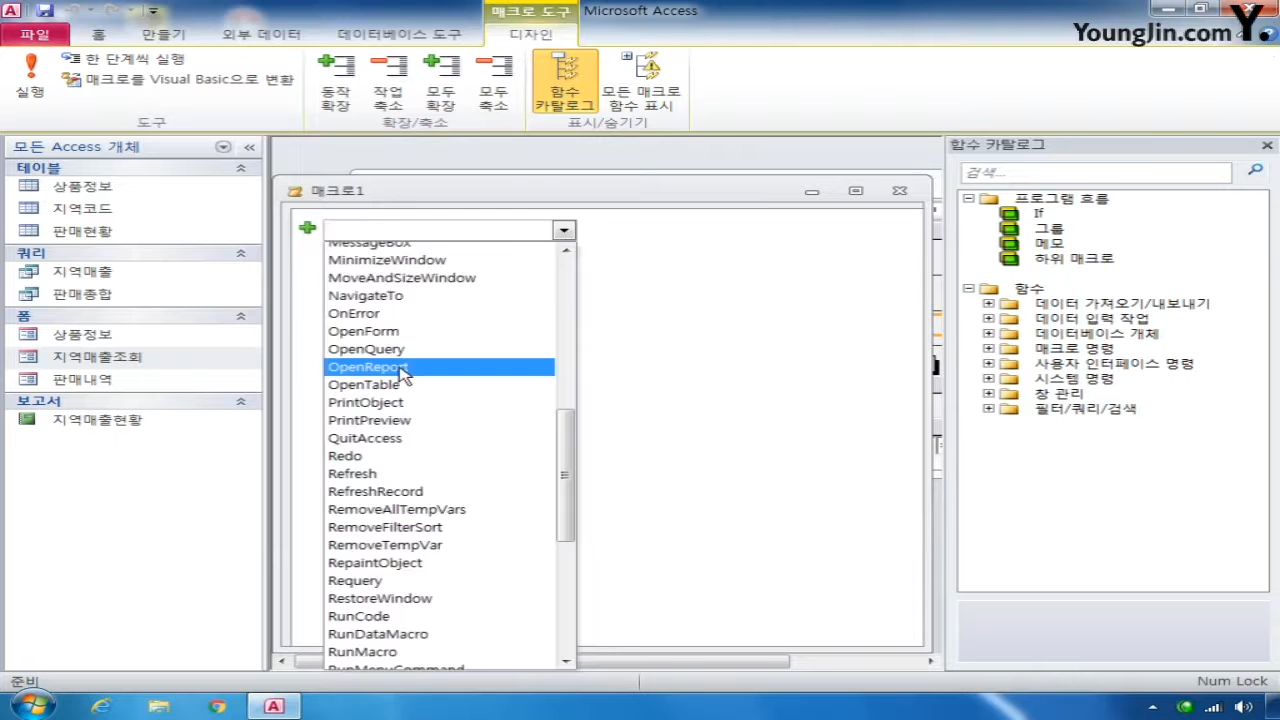 매크로 도구
Microsoft Access
YoungJin.com Y.
파일
홈
만들기
외부 데이터
데이터베이스 도구
디자인
실행
한 단계씩 실행
매크로를 Visual Basic으로 변환
도구
동작 확장
작업 축소
모두 확장
모두 축소
확장/축소
함수 카탈로그
모든 매크로 함수 표시
표시/숨기기
모든 Access 개체
테이블
상품정보
지역코드
판매현황
쿼리
지역매출
판매종합
폼
상품정보
지역매출조회
판매내역
보고서
지역매출현황
매크로1
MessageBox
MinimizeWindow
MoveAndSizeWindow
NavigateTo
OnError
OpenForm
OpenQuery
OpenReport
OpenTable
PrintObject
PrintPreview
QuitAccess
Redo
Refresh
RefreshRecord
RemoveAllTempVars
RemoveFilterSort
RemoveTempVar
RepaintObject
Requery
RestoreWindow
RunCode
RunDataMacro
RunMacro
RunMenuCommand
함수 카탈로그
검색...
프로그램 흐름
If
그룹
메모
하위 매크로
함수
데이터 가져오기/내보내기
데이터 입력 작업
데이터베이스 개체
매크로 명령
사용자 인터페이스 명령
시스템 명령
창 관리
필터/쿼리/검색
준비
Num Lock